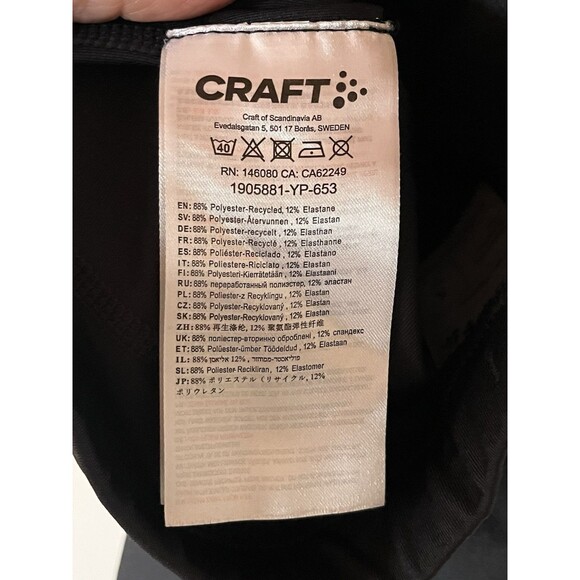 CRAFT
Craft of Scandinavia AB
Evedalsgatan 5, 501 17 Borås, SWEDEN
40
RN: 146080 CA: CA62249
1905881-YP-653
EN: 88% Polyester-Recycled, 12% Elastane
SV: 88% Polyester-Återvunnen, 12% Elastan
DE: 88% Polyester-recycelt , 12% Elasthan
FR: 88% Polyester-Recyclé , 12% Élasthanne
ES: 88% Poliéster-Reciclado , 12% Elastano
IT: 88% Poliestere-Riciclato , 12% Elastan
FI: 88% Polyesteri-Kierrätetään , 12% Elastaani
RU: 88% переработанный полиэстер, 12% эластан
PL: 88% Poliester-z Recyklingu , 12% Elastan
CZ: 88% Polyester-Recyklovaný , 12% Elastan
SK: 88% Polyester-Recyklovaný , 12% Elastan
ZH: 88% 再生涤纶, 12% 聚氨酯弹性纤维
UK: 88% поліестер-вторинно оброблені , 12% спандекс
ET: 88% Polüester-ümber Töödeldud , 12% Elastaan
IL: 88% פוליאסטר-ממוחזר, 12% אלסטן
SL: 88% Poliester-Recikliran, 12% Elastomer
JP: 88% ポリエステル (リサイクル, 12%
ポリウレタン